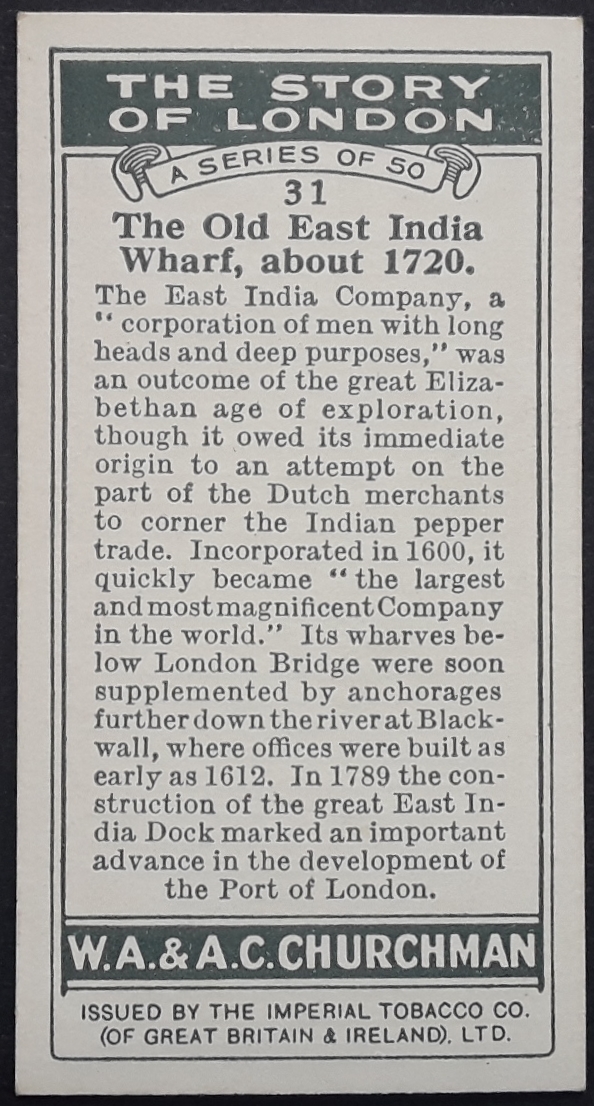 THE STORY
OF LONDON
A SERIES OF 50
31
The Old East India
Wharf, about 1720.
The East India Company, a
“ corporation of men with long
heads and deep purposes,” was
an outcome of the great Eliza-
bethan age of exploration,
though it owed its immediate
origin to an attempt on the
part of the Dutch merchants
to corner the Indian pepper
trade. Incorporated in 1600, it
quickly became “ the largest
and most magnificent Company
in the world.” Its wharves be-
low London Bridge were soon
supplemented by anchorages
further down the river at Black-
wall, where offices were built as
early as 1612. In 1789 the con-
struction of the great East In-
dia Dock marked an important
advance in the development of
the Port of London.
W.A. & A.C. CHURCHMAN
ISSUED BY THE IMPERIAL TOBACCO CO.
(OF GREAT BRITAIN & IRELAND), LTD.